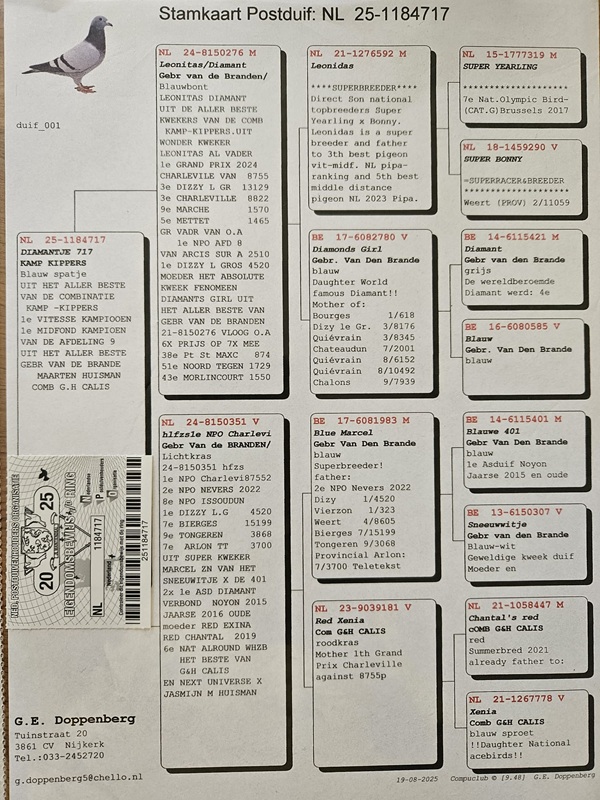 Stamkaart Postduif: NL 25-1184717
duif_001
NL 25-1184717
DIAMANTJE 717
KAMP KIPPERS
Blauw spatje
UIT HET ALLER BESTE
VAN DE COMBINATIE
KAMP -KIPPERS
1e VITESSE KAMPIOOEN
1e MIDFOND KAMPIOEN
VAN DE AFDELING 9
UIT HET ALLER BESTE
GEBR VAN DE BRANDE
MAARTEN HUISMAN
COMB G.H CALIS
NL 24-8150276 M
Leonitas/Diamant
Gebr van de Branden/
Blauwbont
LEONITAS DIAMANT
UIT DE ALLER BESTE
KWEKERS VAN DE COMB
KAMP-KIPPERS.UIT
WONDER KWEKER
LEONITAS AL VADER
1e GRAND PRIX 2024
CHARLEVILE VAN 8755
3e DIZZY L GR 13129
3e CHARLEVILLE 8822
9e MARCHE 1570
5e METTET 1465
GR VADR VAN O.A
1e NPO AFD 8
VAN ARCIS SUR A 2510
1e DIZZY L GROS 4520
MOEDER HET ABSOLUTE
KWEEK FENOMEEN
DIAMANTS GIRL UIT
HET ALLER BESTE VAN
GEBR VAN DE BRANDEN
21-8150276 VLOOG O.A
6X PRIJS OP 7X MEE
38e Pt St MAXC 874
51e NOORD TEGEN 1729
43e MORLINCOURT 1550
NL 24-8150351 V
hlfzs1e NPO Charlevi
Gebr Van de BRANDEN/
Lichtkras
24-8150351 hfzs
1e NPO Charlevi87552
2e NPO NEVERS 2022
8e NPO ISSOUDUN
1e DIZZY L.G 4520
7e BIERGES 15199
9e TONGEREN 3868
7e ARLON TT 3700
UIT SUPER KWEKER
MARCEL ZN VAN HET
SNEEUWITJE X DE 401
2x 1e ASD DIAMANT
VERBOND NOYON 2015
JAARSE 2016 OUDE
moeder RED EXINA
RED CHANTAL 2019
6e NAT ALROUND WHZB
HET BESTE VAN
G&H CALIS
EN NEXT UNIVERSE X
JASMIJN M HUISMAN
NL 21-1276592 M
Leonidas
****SUPERBREEDER****
Direct Son national
topbreeders Super
Yearling x Bonny.
Leonidas is a super
breeder and father
to 3th best pigeon
vit-midf. NL pipa-
ranking and 5th best
middle distance
pigeon NL 2023 Pipa.
BE 17-6082780 V
Diamonds Girl
Gebr. Van Den Brande
blauw
Daughter World
famous Diamant!!
Mother of:
Bourges 1/618
Dizy le Gr. 3/8176
Quiévrain 3/8345
Chateaudun 7/2001
Quiévrain 8/6152
Quiévrain 8/10492
Chalons 9/7939
BE 17-6081983 M
Blue Marcel
Gebr Van Den Brande
blauw
Superbreeder!
father:
2e NPO Nevers 2022
Dizy 1/4520
Vierzon 1/323
Weert 4/8605
Bierges 7/15199
Tongeren 9/3068
Provincial Arlon:
7/3700 Teletekst
NL 23-9039181 V
Red Xenia
Com G&H CALIS
roodkras
Mother 1th Grand
Prix Charleville
against 8755p
NL 15-1777319 M
SUPER YEARLING
********************
7e Nat.Olympic Bird-
(CAT.G)Brussels 2017
NL 18-1459290 V
SUPER BONNY
=SUPERRACER&BREEDER
********************
Weert (PROV) 2/11059
BE 14-6115421 M
Diamant
Gebr van den Brande
grijs
De wereldberoemde
Diamant werd: 4e
BE 16-6080585 V
Blauw
Gebr. Van Den Brande
blauw
BE 14-6115401 M
Blauwe 401
Gebr Van Den Brande
blauw
1e Asduif Noyon
Jaarse 2015 en oude
BE 13-6150307 V
Sneeuwwitje
Gebr van den Brande
Blauw-wit
Geweldige kweek duif
Moeder en
NL 21-1058447 M
Chantal's red
cOMB G&H CALIS
red
Summerbred 2021
already father to:
NL 21-1267778 V
Xenia
Comb G&H CALIS
blauw sproet
!!Daughter National
acebirds!!
NED. POSTDUIVENHOUDERS ORGANISATIE
20 25
EIGENDOMSBEWIJS v/d RING
NL
1184717
251184717
G.E. Doppenberg
Tuinstraat 20
3861 CV Nijkerk
Tel.:033-2452720
g.doppenberg5@chello.nl
19-08-2025 Compuclub © [9.48] G.E. Doppenberg